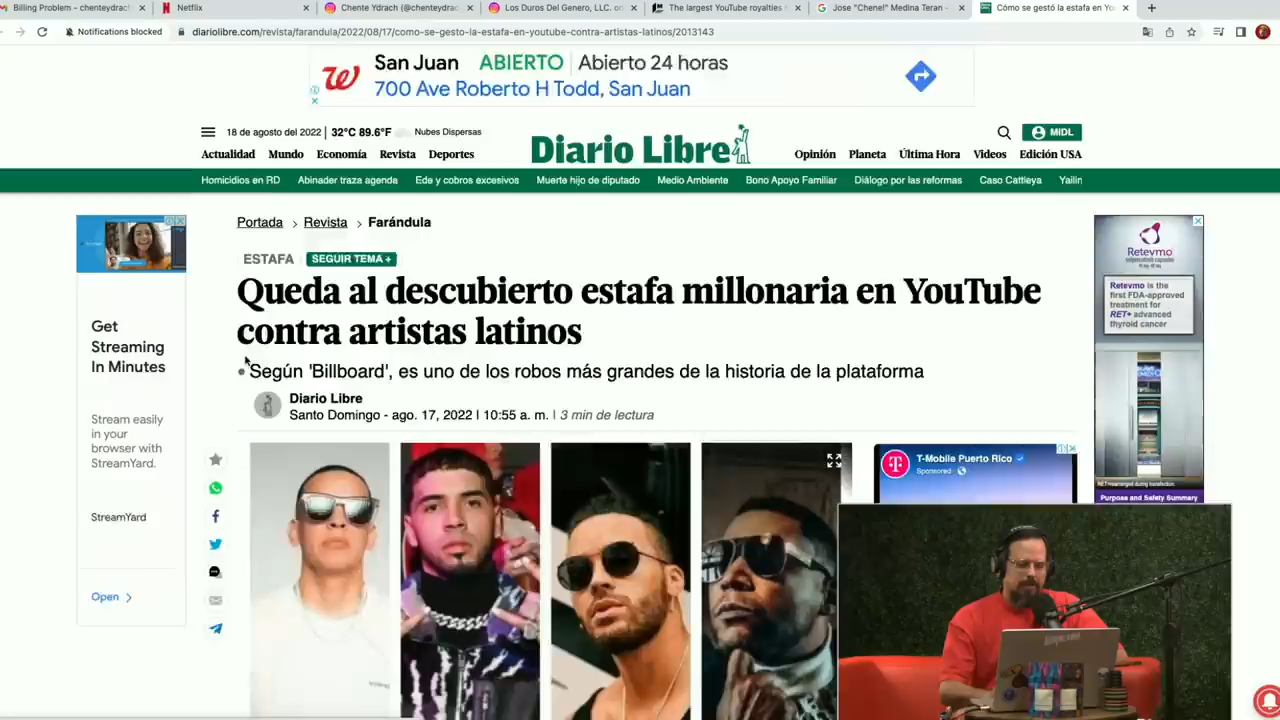 Billing Problem - chenteydrach
Netflix
Chente Ydrach (@chenteydrac
Los Duros Del Genero, LLC. on
The largest YouTube royalties
Jose "Chenel" Medina Teran -
Cómo se gestó la estafa en Yo
Notifications blocked
diariolibre.com/revista/farandula/2022/08/17/como-se-gesto-la-estafa-en-youtube-contra-artistas-latinos/2013143
San Juan ABIERTO | Abierto 24 horas
700 Ave Roberto H Todd, San Juan
18 de agosto del 2022 | 32°C 89.6°F Nubes Dispersas
Diario Libre
MIDL
Actualidad Mundo Economía Revista Deportes
Opinión Planeta Última Hora Videos Edición USA
Homicidios en RD Abinader traza agenda Ede y cobros excesivos Muerte hijo de diputado Medio Ambiente Bono Apoyo Familiar Diálogo por las reformas Caso Cattleya Yailin
Portada > Revista > Farándula
ESTAFA SEGUIR TEMA +
Queda al descubierto estafa millonaria en YouTube
contra artistas latinos
Según 'Billboard', es uno de los robos más grandes de la historia de la plataforma
Diario Libre
Santo Domingo - ago. 17, 2022 | 10:55 a. m. | 3 min de lectura
Get
Streaming
In Minutes
Stream easily
in your
browser with
StreamYard.
StreamYard
Open >
Retevmo
Retevmo is the
first FDA-approved
treatment for
RET+ advanced
thyroid cancer
Purpose and Safety Summary
T-Mobile Puerto Rico
Sponsored